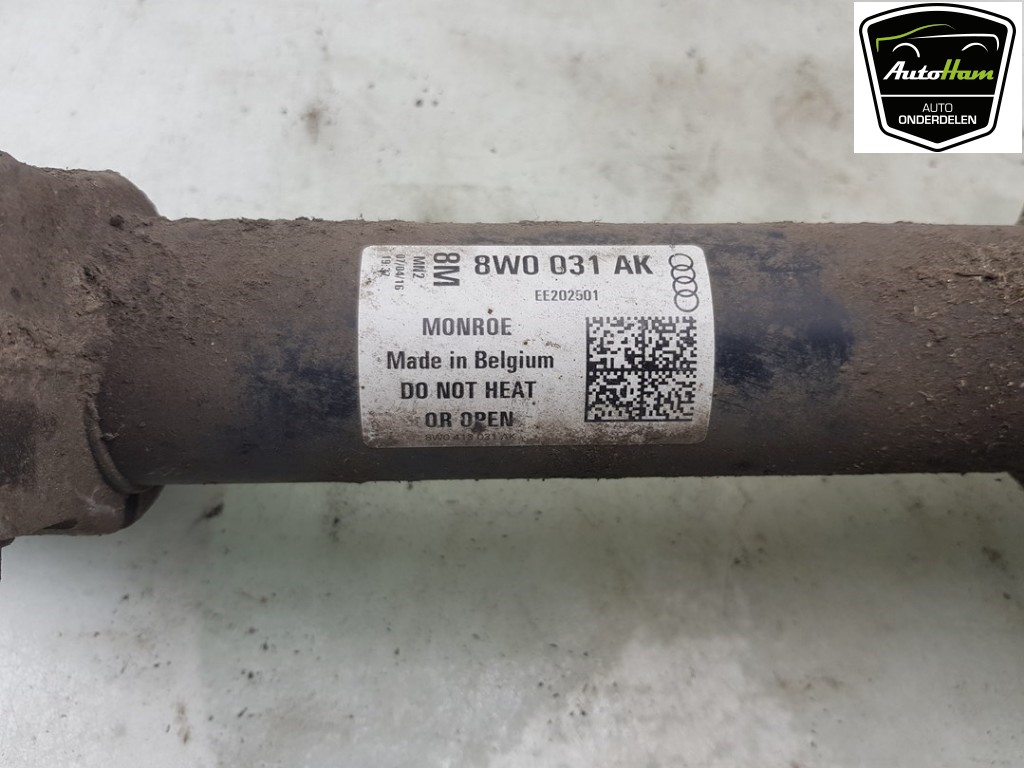 AutoHam
AUTO
ONDERDELEN
8W0 031 AK
EE202501
8M
MN2
07/04/16
MONROE
Made in Belgium
DO NOT HEAT
OR OPEN